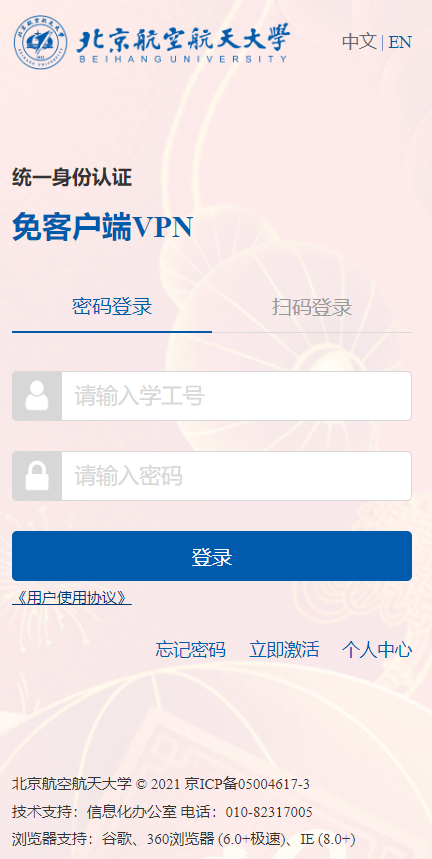 北京航空航天大學
BEIHANG UNIVERSITY
中文 | EN
统一身份认证
免客户端VPN
密码登录 扫码登录
请输入学工号
请输入密码
登录
《用户使用协议》
忘记密码 立即激活 个人中心
北京航空航天大学 © 2021 京ICP备05004617-3
技术支持：信息化办公室 电话：010-82317005
浏览器支持：谷歌、360浏览器 (6.0+极速)、IE (8.0+)